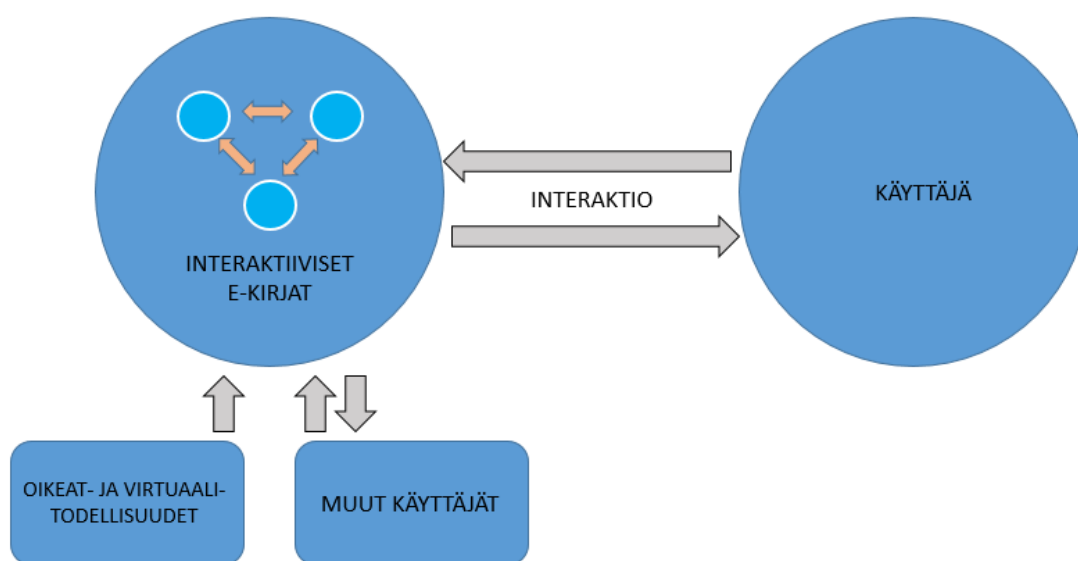 INTERAKTIIVISET
E-KIRJAT
INTERAKTIO
KÄYTTÄJÄ
OIKEAT- JA VIRTUAALI-
TODELLISUUDET
MUUT KÄYTTÄJÄT